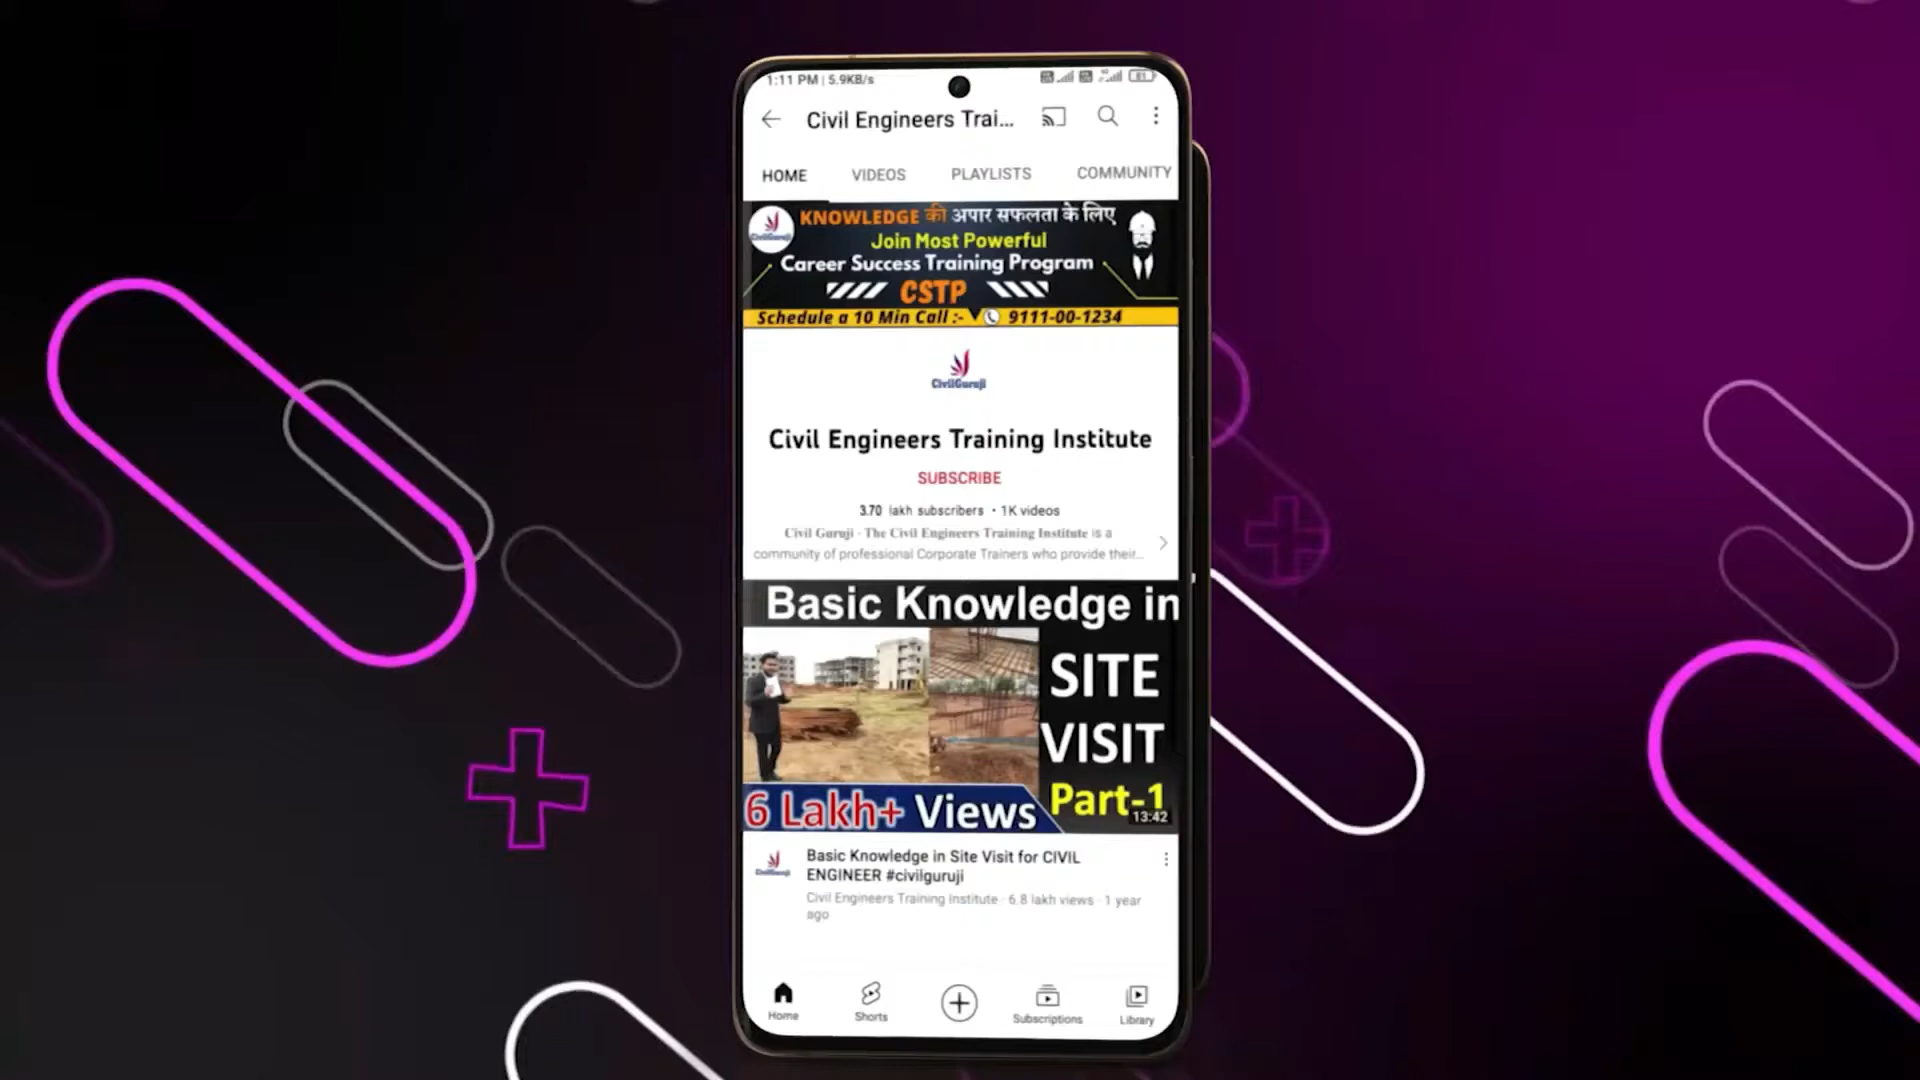 1:11 PM | 5.9KB/s
81
Civil Engineers Trai...
HOME VIDEOS PLAYLISTS COMMUNITY
CivilGuruji
KNOWLEDGE की अपार सफलता के लिए
Join Most Powerful
Career Success Training Program
CSTP
Schedule a 10 Min Call :- 9111-00-1234
CivilGuruji
Civil Engineers Training Institute
SUBSCRIBE
3.70 lakh subscribers • 1K videos
Civil Guruji - The Civil Engineers Training Institute is a
community of professional Corporate Trainers who provide their...
Basic Knowledge in
SITE
VISIT
Part-1
6 Lakh+ Views
13:42
CivilGuruji
Basic Knowledge in Site Visit for CIVIL
ENGINEER #civilguruji
Civil Engineers Training Institute · 6.8 lakh views · 1 year
ago
Home Shorts Subscriptions Library